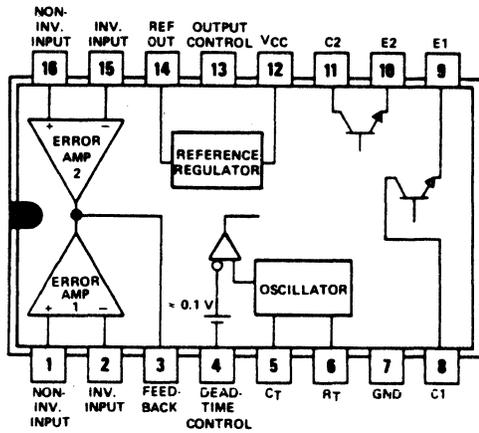 NON-
INV.
INPUT
INV.
INPUT
REF
OUT
OUTPUT
CONTROL
VCC
C2
E2
E1
16
15
14
13
12
11
10
9
+
−
ERROR
AMP
2
REFERENCE
REGULATOR
ERROR
AMP
1
+
−
≈ 0.1 V
OSCILLATOR
1
2
3
4
5
6
7
8
NON-
INV.
INPUT
INV.
INPUT
FEED-
BACK
DEAD-
TIME
CONTROL
CT
RT
GND
C1